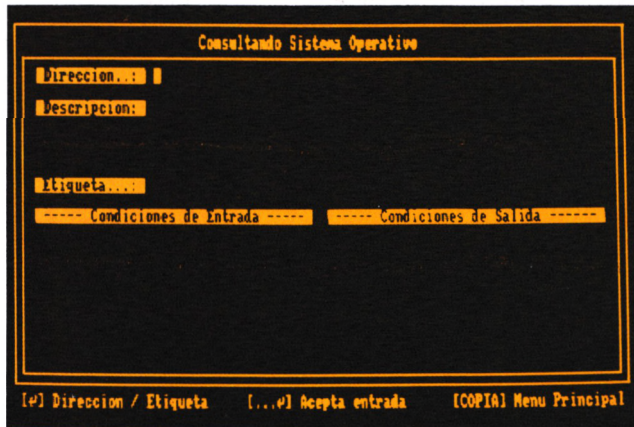 Consultando Sistema Operativo
Direccion..:
Descripcion:
Etiqueta...:
----- Condiciones de Entrada ----- ----- Condiciones de Salida ------
[↵] Direccion / Etiqueta [...↵] Acepta entrada [COPIA] Menu Principal